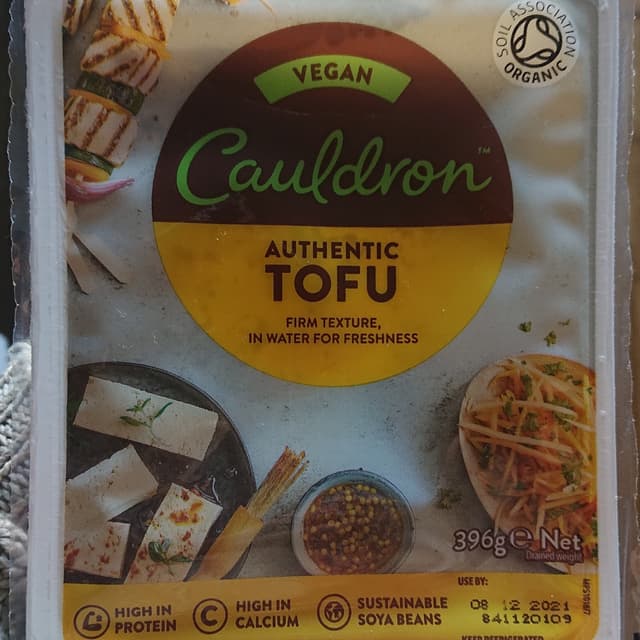 SOIL ASSOCIATION
ORGANIC
VEGAN
Cauldron™
AUTHENTIC
TOFU
FIRM TEXTURE,
IN WATER FOR FRESHNESS
396g ℮ Net
Drained weight
HIGH IN
PROTEIN
C
HIGH IN
CALCIUM
SUSTAINABLE
SOYA BEANS
USE BY:
08 12 2021
841120109
KEEP REFRIGERATED